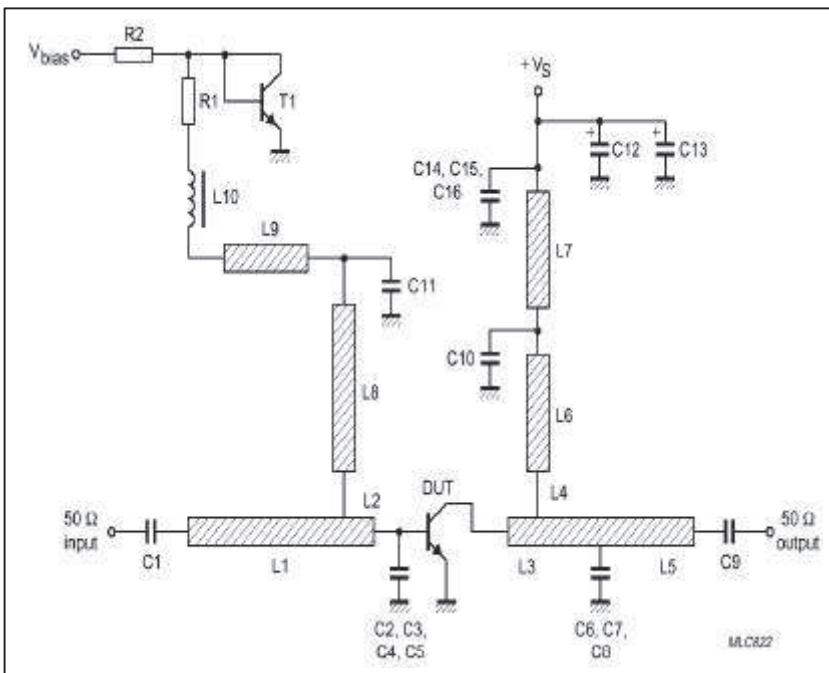 R2
Vbias
R1
T1
+VS
C12
C13
C14, C15,
C16
L10
L9
L7
C11
C10
L8
L6
L2
DUT
L4
50 Ω
input
C1
L1
L3
L5
C9
50 Ω
output
C2, C3,
C4, C5
C6, C7,
C8
MLC822